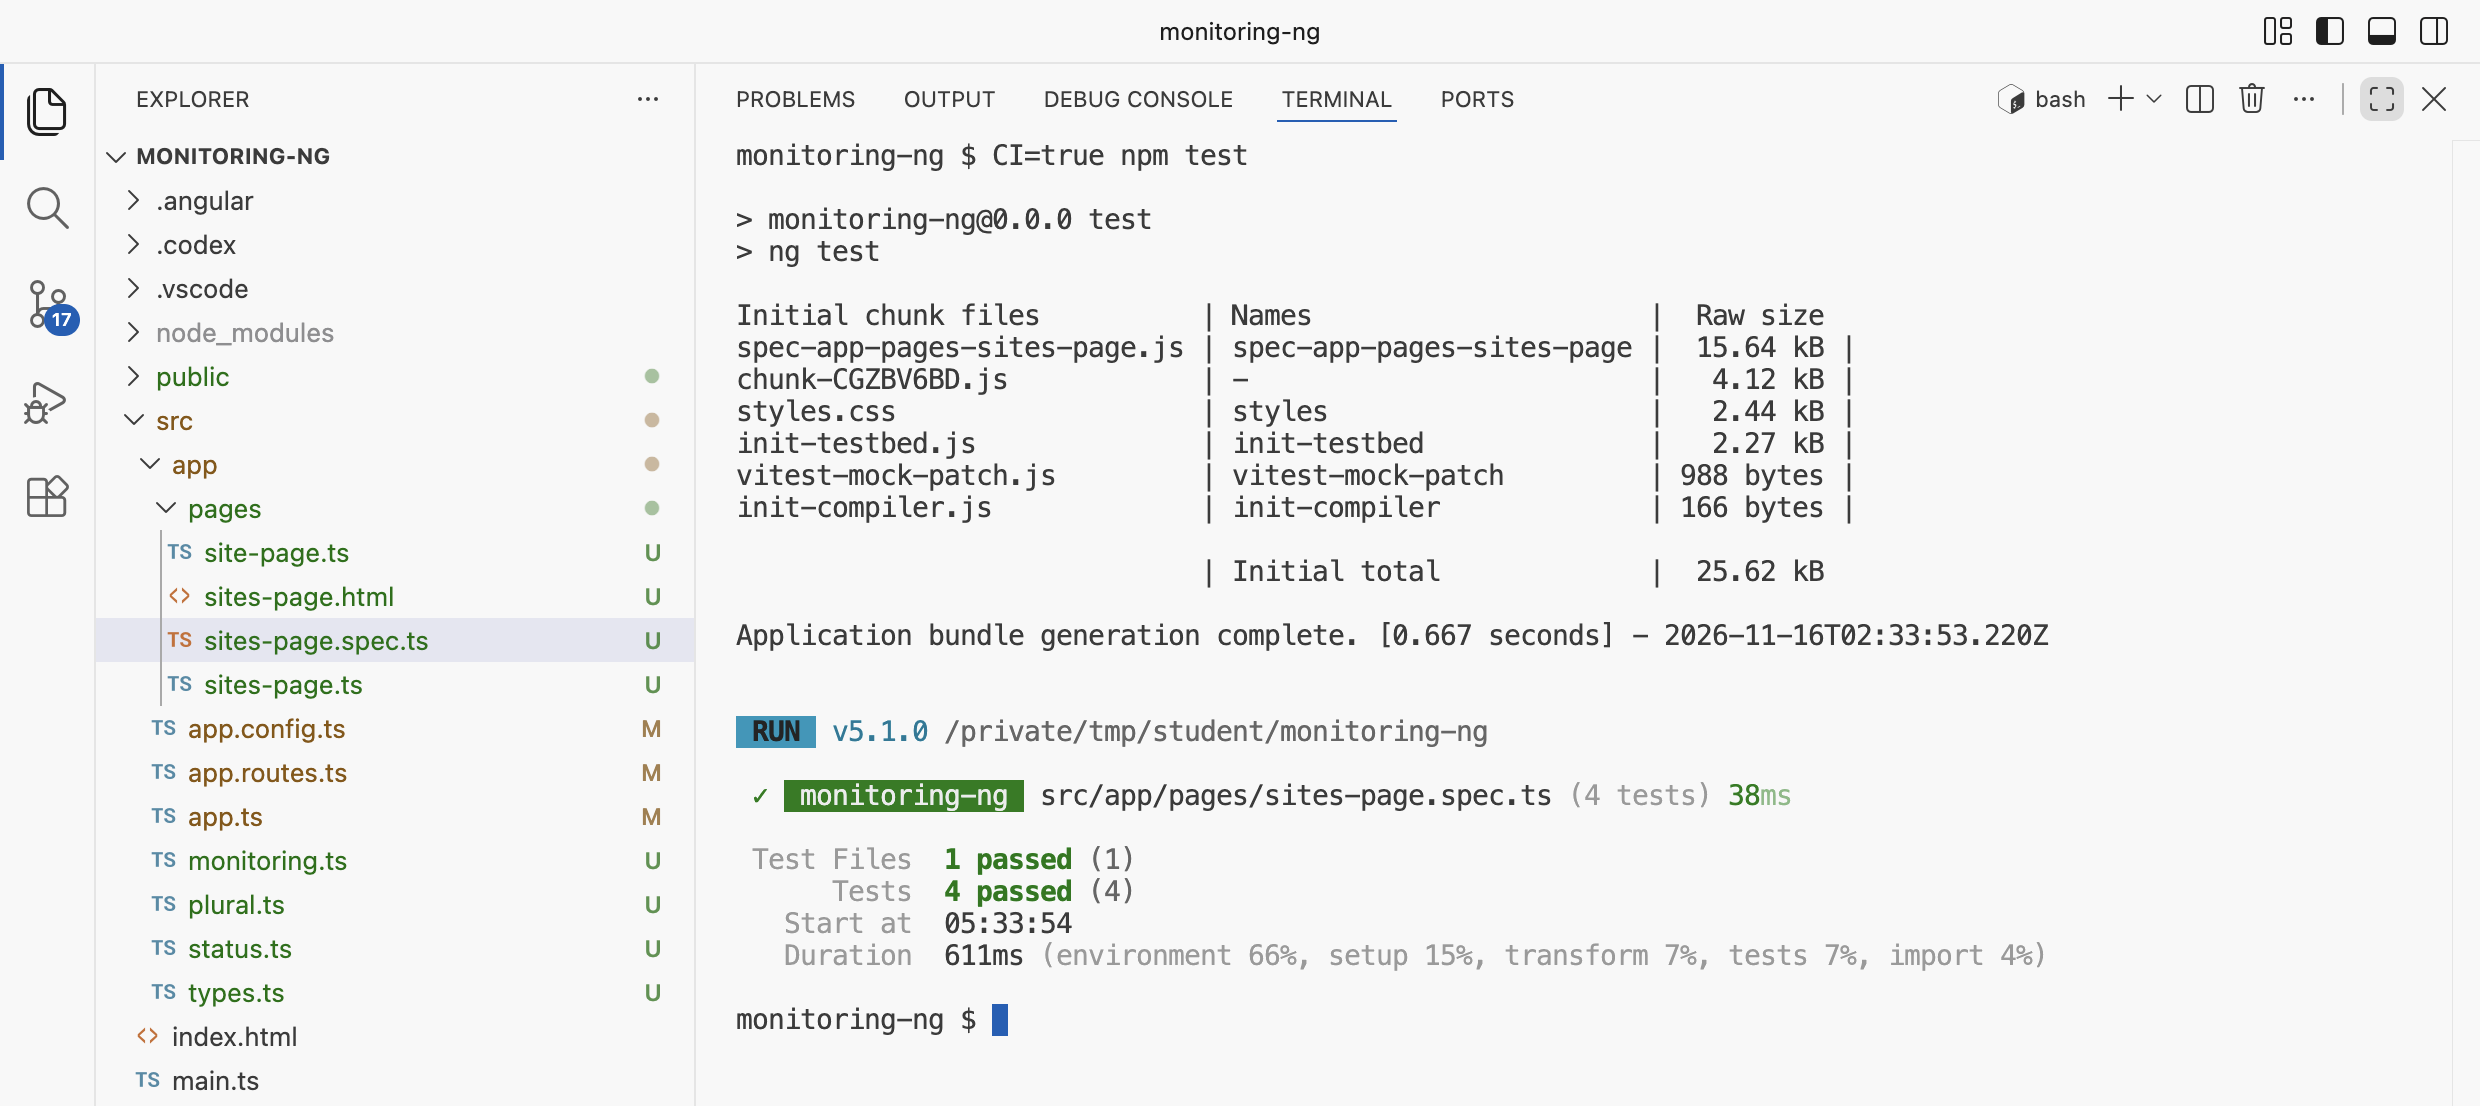 monitoring-ng
EXPLORER
MONITORING-NG
.angular
.codex
.vscode
17
node_modules
public
src
app
pages
TS site-page.ts U
<> sites-page.html U
TS sites-page.spec.ts U
TS sites-page.ts U
TS app.config.ts M
TS app.routes.ts M
TS app.ts M
TS monitoring.ts U
TS plural.ts U
TS status.ts U
TS types.ts U
<> index.html
TS main.ts
PROBLEMS OUTPUT DEBUG CONSOLE TERMINAL PORTS
bash
monitoring-ng $ CI=true npm test
> monitoring-ng@0.0.0 test
> ng test
Initial chunk files | Names | Raw size
spec-app-pages-sites-page.js | spec-app-pages-sites-page | 15.64 kB |
chunk-CGZBV6BD.js | - | 4.12 kB |
styles.css | styles | 2.44 kB |
init-testbed.js | init-testbed | 2.27 kB |
vitest-mock-patch.js | vitest-mock-patch | 988 bytes |
init-compiler.js | init-compiler | 166 bytes |
| Initial total | 25.62 kB
Application bundle generation complete. [0.667 seconds] - 2026-11-16T02:33:53.220Z
RUN v5.1.0 /private/tmp/student/monitoring-ng
✓ monitoring-ng src/app/pages/sites-page.spec.ts (4 tests) 38ms
Test Files 1 passed (1)
Tests 4 passed (4)
Start at 05:33:54
Duration 611ms (environment 66%, setup 15%, transform 7%, tests 7%, import 4%)
monitoring-ng $